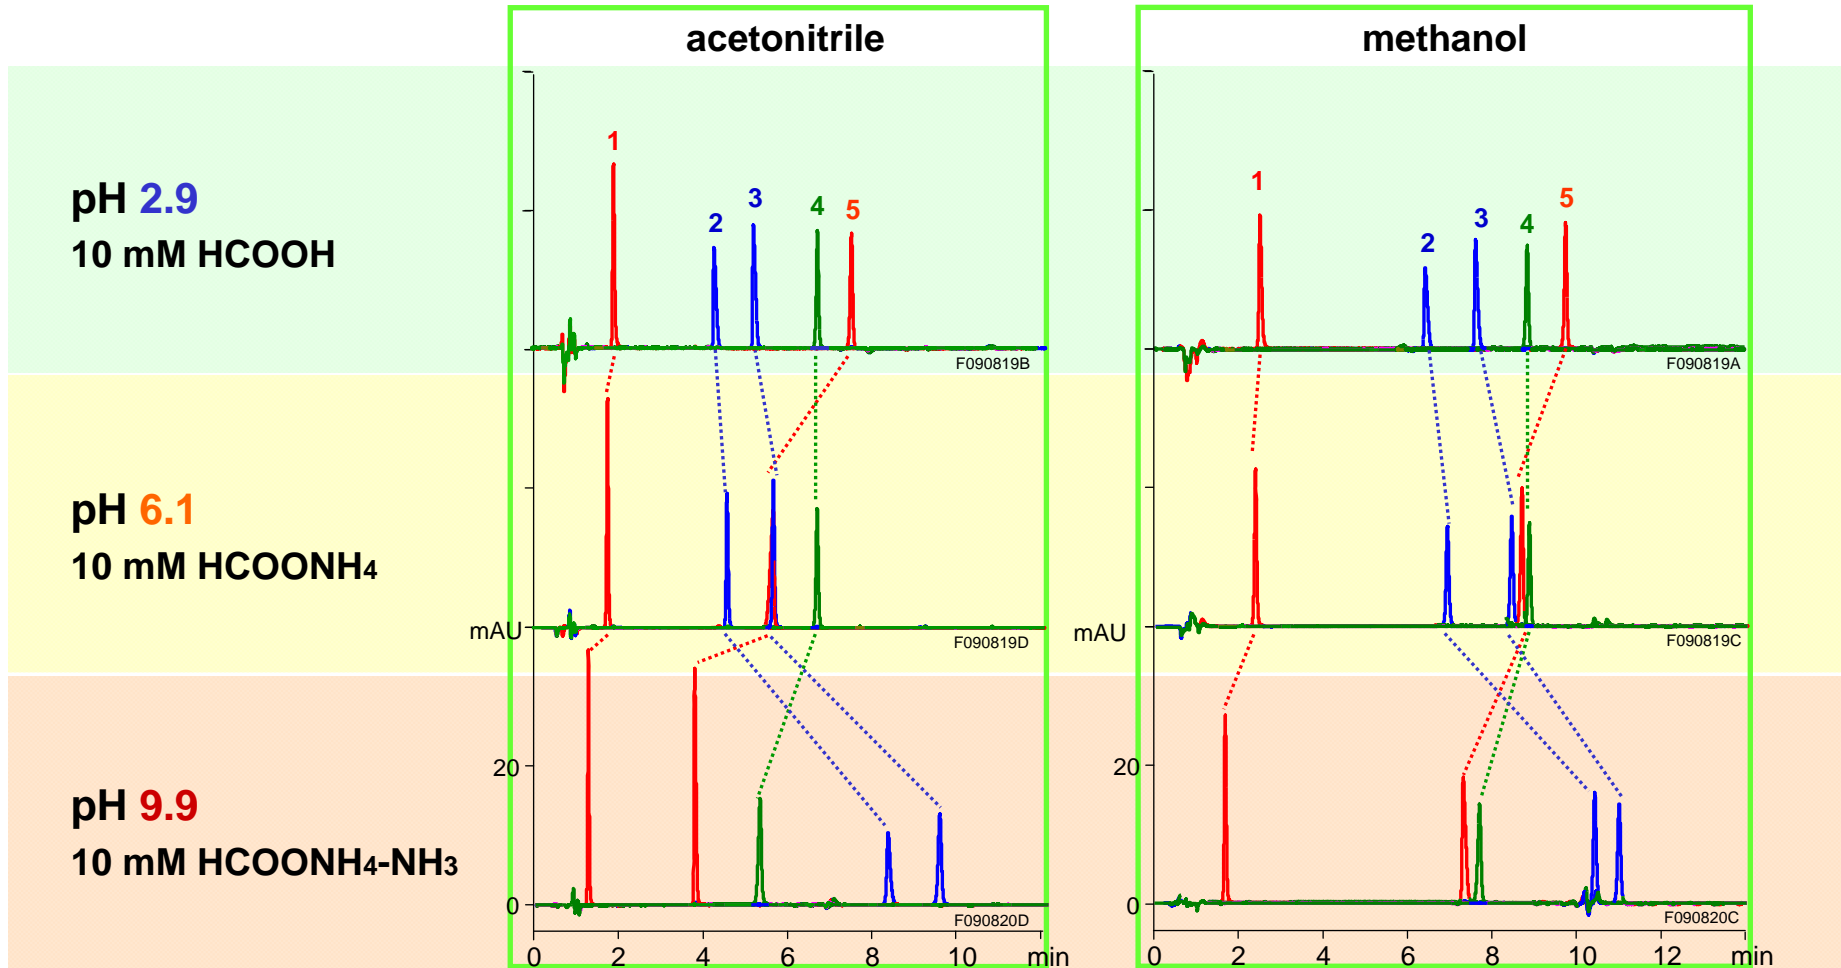 acetonitrile methanol
1 2 3 4 5
1 2 3 4 5
pH 2.9
10 mM HCOOH
F090819B F090819A
pH 6.1
10 mM HCOONH4
mAU mAU
F090819D F090819C
20 20
pH 9.9
10 mM HCOONH4-NH3
0 0
F090820D F090820C
0 2 4 6 8 10 min
0 2 4 6 8 10 12 min